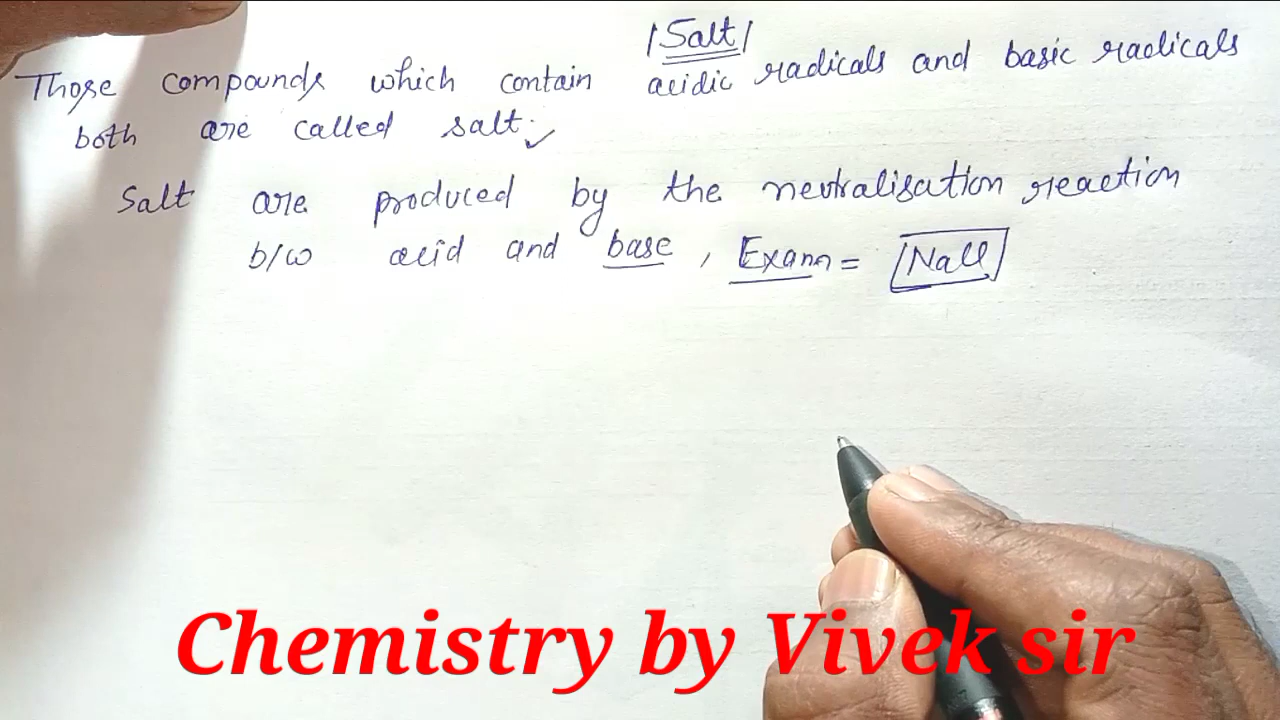 Salt
Those compounds which contain acidic radicals and basic radicals
both are called salt.
Salt are produced by the neutralisation reaction
b/w acid and base, Exam = NaCl
Chemistry by Vivek sir